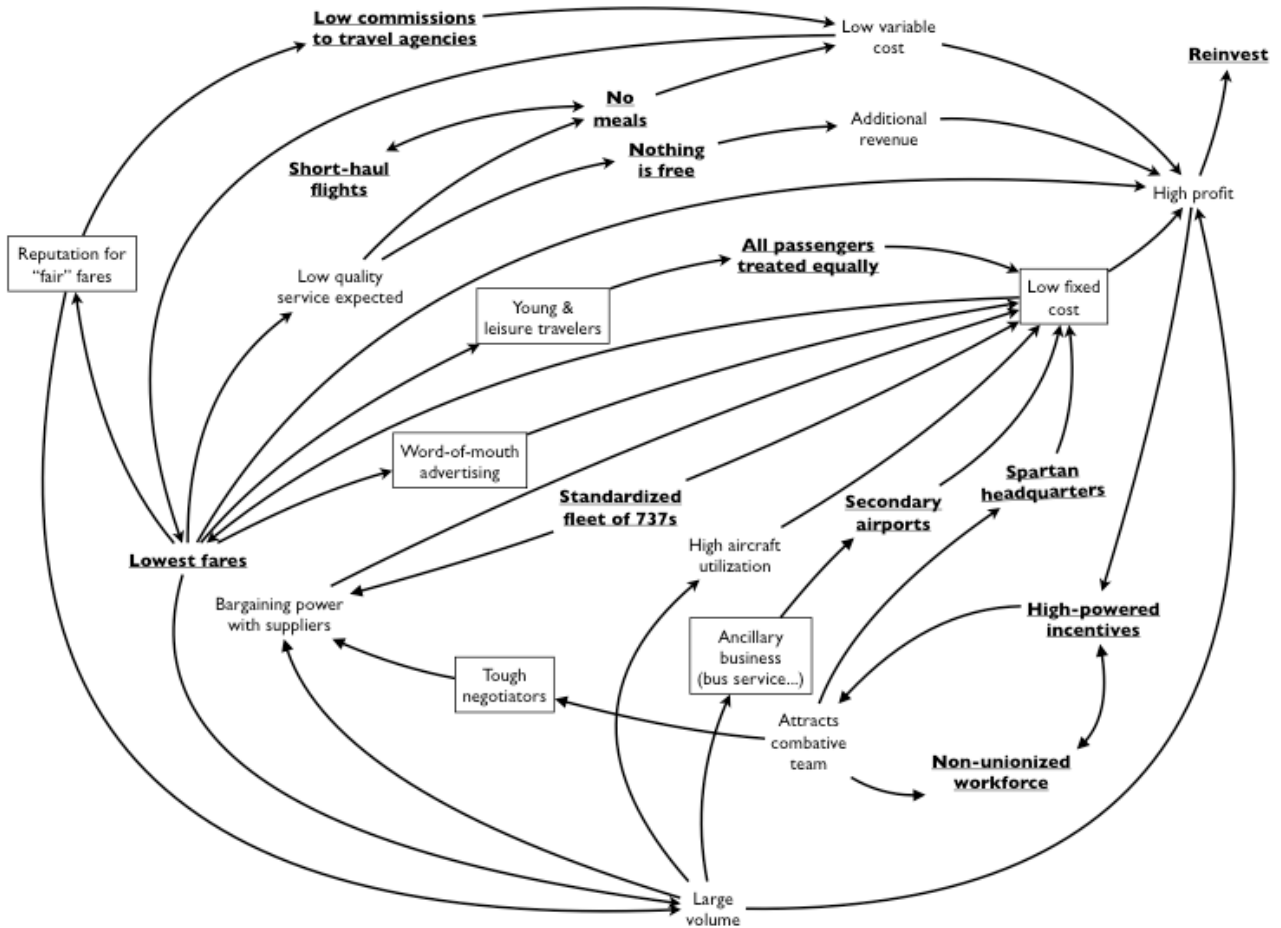 Low commissions
to travel agencies
Low variable
cost
Reinvest
No
meals
Additional
revenue
Nothing
is free
Short-haul
flights
High profit
Reputation for
“fair” fares
All passengers
treated equally
Low quality
service expected
Young &
leisure travelers
Low fixed
cost
Word-of-mouth
advertising
Standardized
fleet of 737s
Secondary
airports
Spartan
headquarters
Lowest fares
High aircraft
utilization
Bargaining power
with suppliers
High-powered
incentives
Ancillary
business
(bus service...)
Tough
negotiators
Attracts
combative
team
Non-unionized
workforce
Large
volume